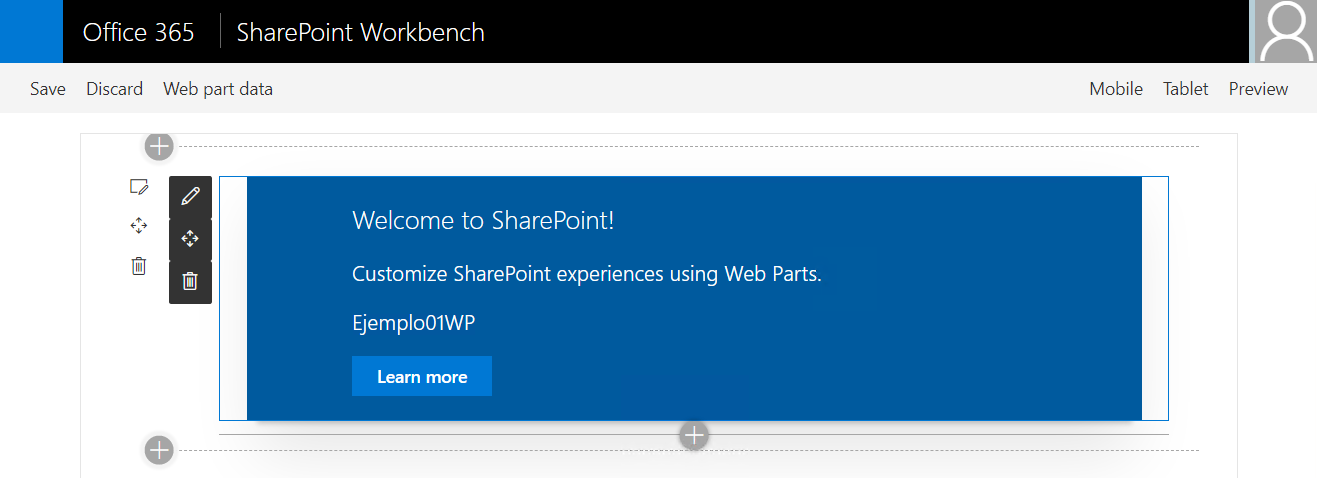 Office 365 SharePoint Workbench
Save Discard Web part data Mobile Tablet Preview
Welcome to SharePoint!
Customize SharePoint experiences using Web Parts.
Ejemplo01WP
Learn more